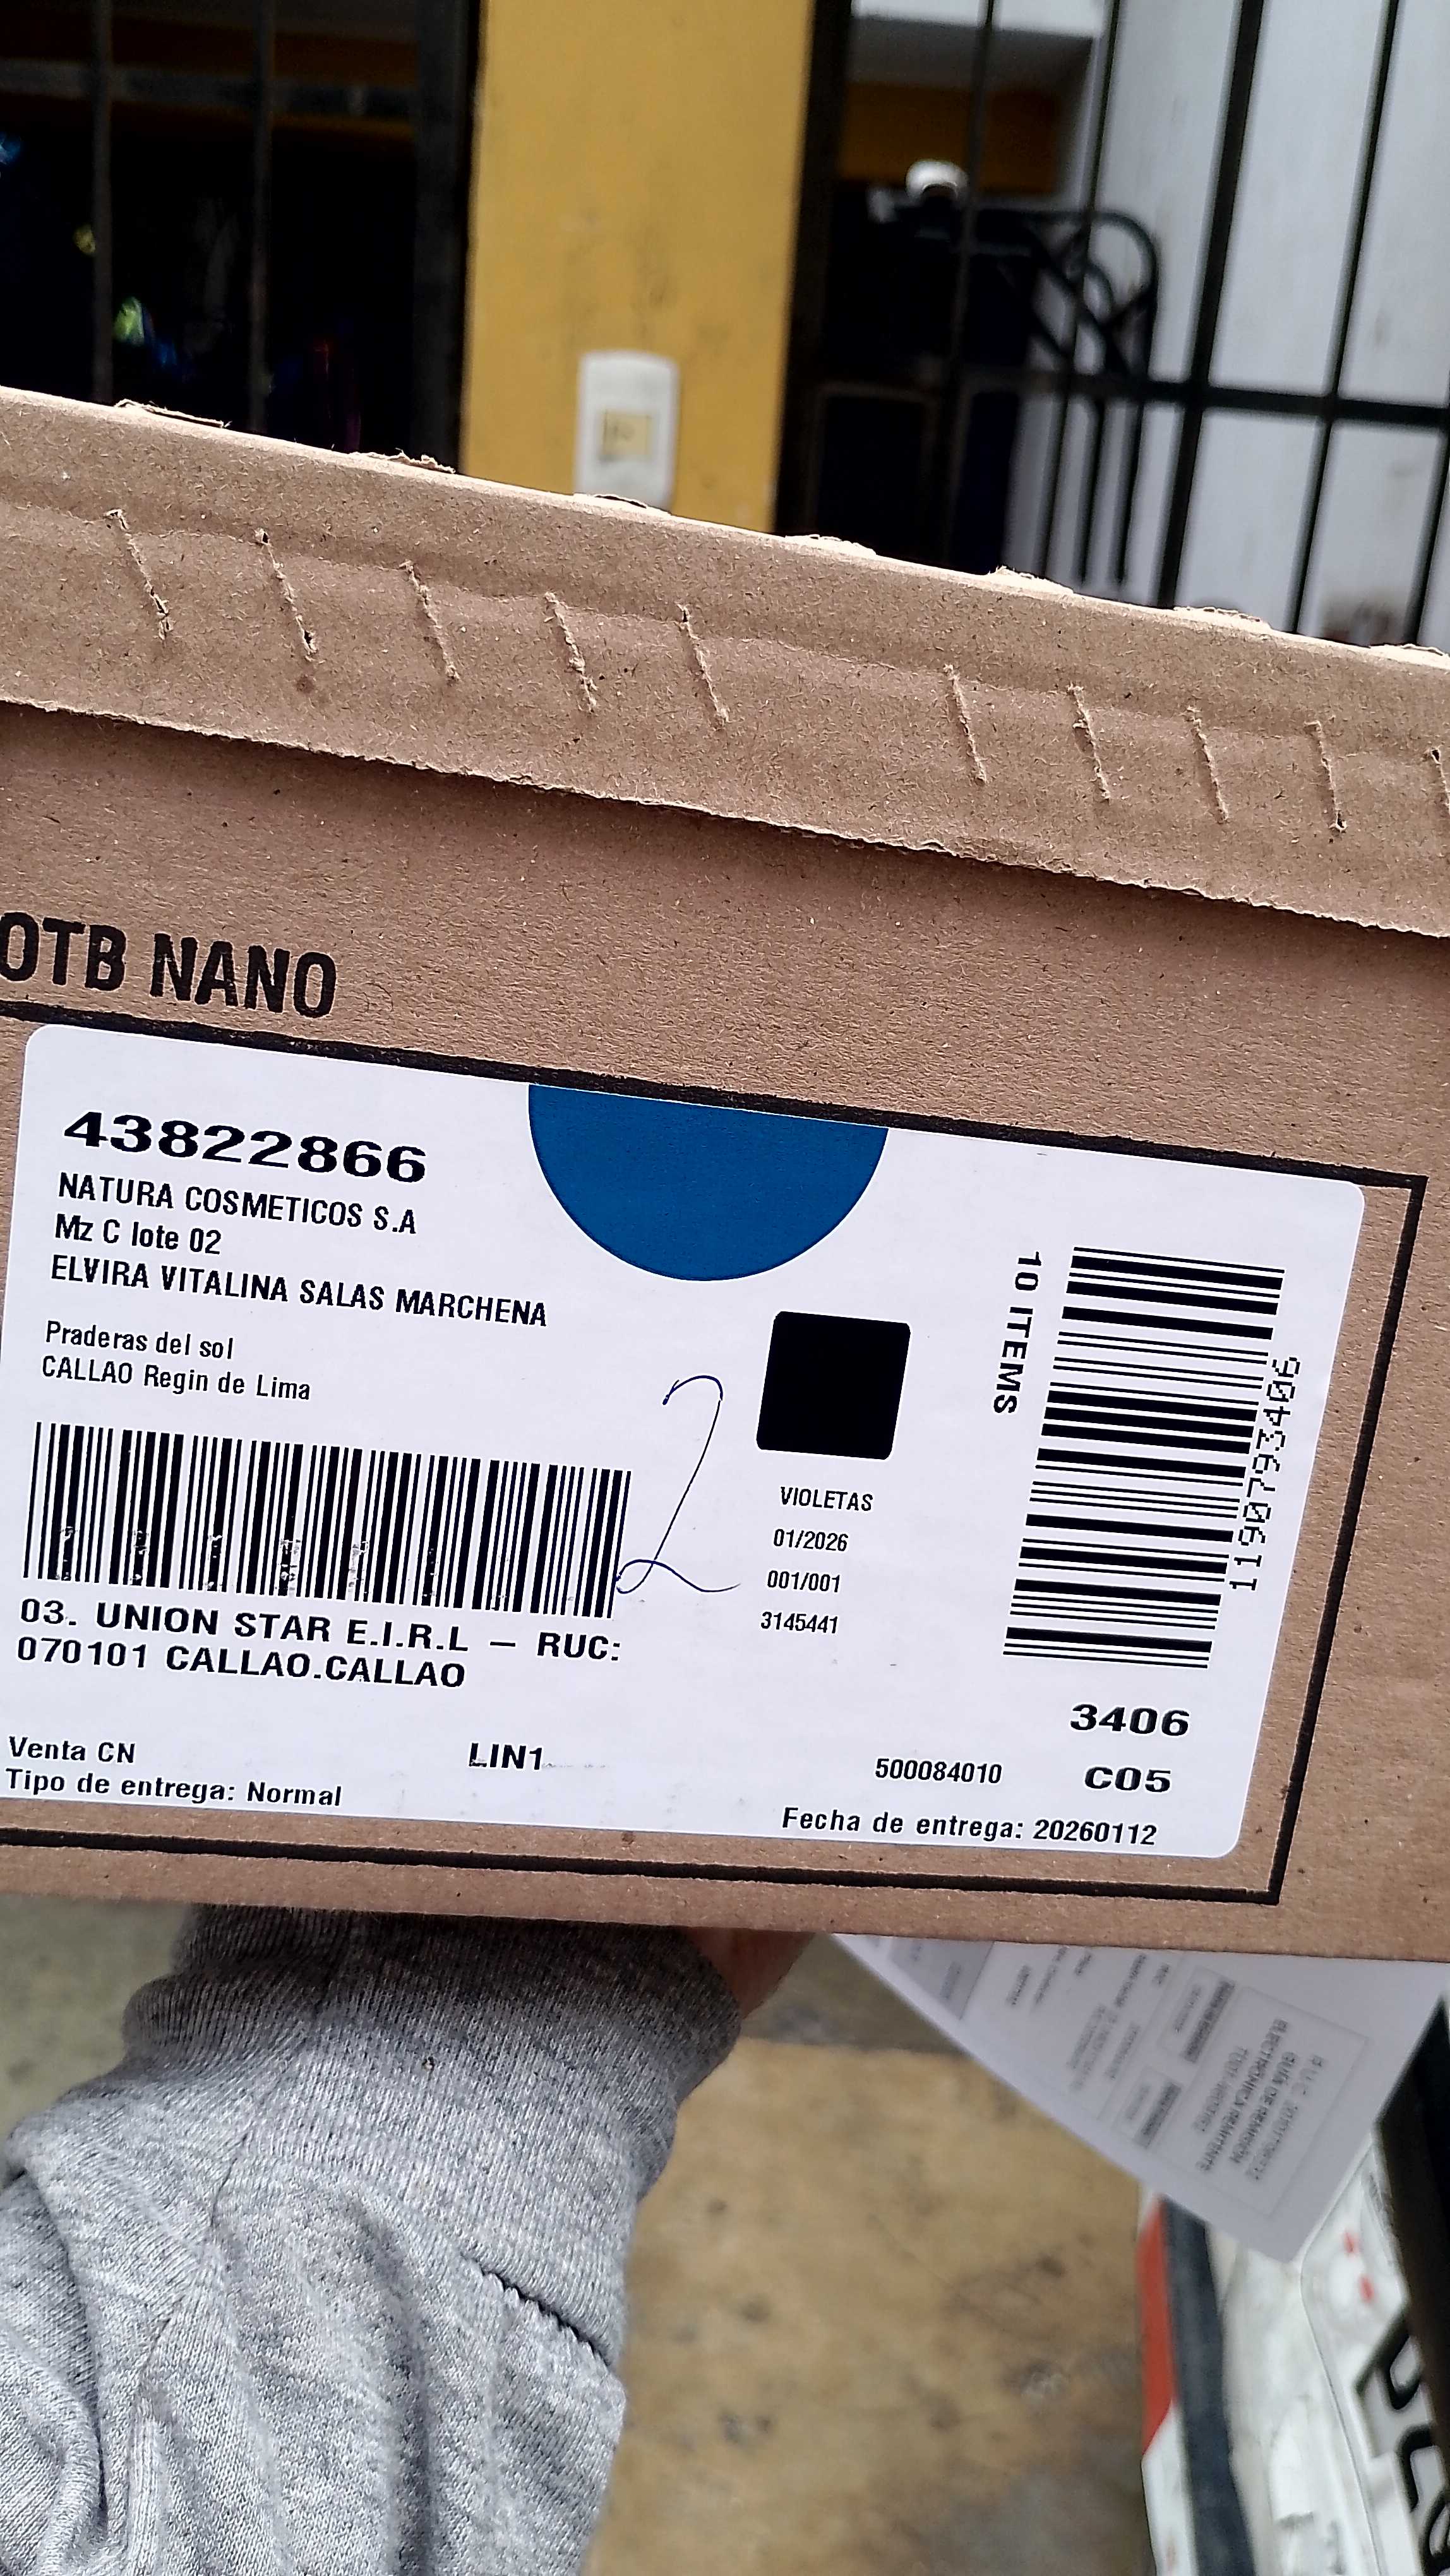 OTB NANO
43822866
NATURA COSMETICOS S.A
Mz C lote 02
ELVIRA VITALINA SALAS MARCHENA
Praderas del sol
CALLAO Regin de Lima
2
10 ITEMS
11907933406
VIOLETAS
01/2026
001/001
3145441
03. UNION STAR E.I.R.L – RUC:
070101 CALLAO.CALLAO
3406
Venta CN
LIN1
500084010
C05
Tipo de entrega: Normal
Fecha de entrega: 20260112